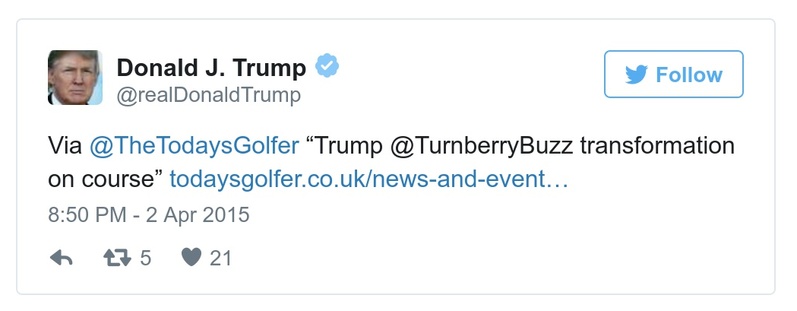 Donald J. Trump
@realDonaldTrump
Follow
Via @TheTodaysGolfer “Trump @TurnberryBuzz transformation
on course” todaysgolfer.co.uk/news-and-event…
8:50 PM - 2 Apr 2015
5 21